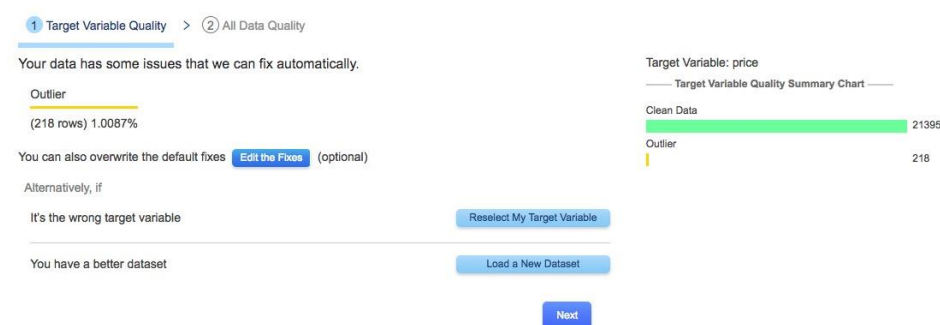 1 Target Variable Quality > 2 All Data Quality
Your data has some issues that we can fix automatically.
Outlier
(218 rows) 1.0087%
You can also overwrite the default fixes Edit the Fixes (optional)
Alternatively, if
It's the wrong target variable Reselect My Target Variable
You have a better dataset Load a New Dataset
Next
Target Variable: price
Target Variable Quality Summary Chart
Clean Data
21395
Outlier
218